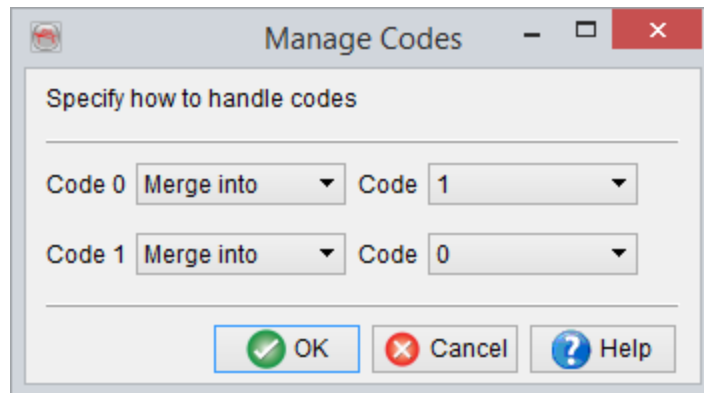 Manage Codes
Specify how to handle codes
Code 0 Merge into Code 1
Code 1 Merge into Code 0
OK Cancel Help